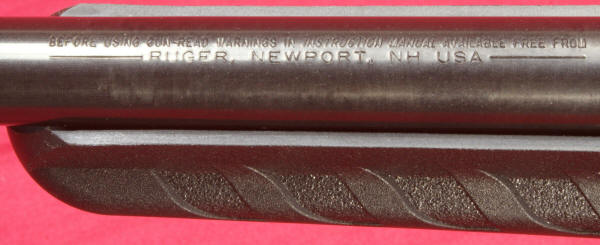 BEFORE USING GUN-READ WARNINGS IN INSTRUCTION MANUAL AVAILABLE FREE FROM
RUGER, NEWPORT, NH USA